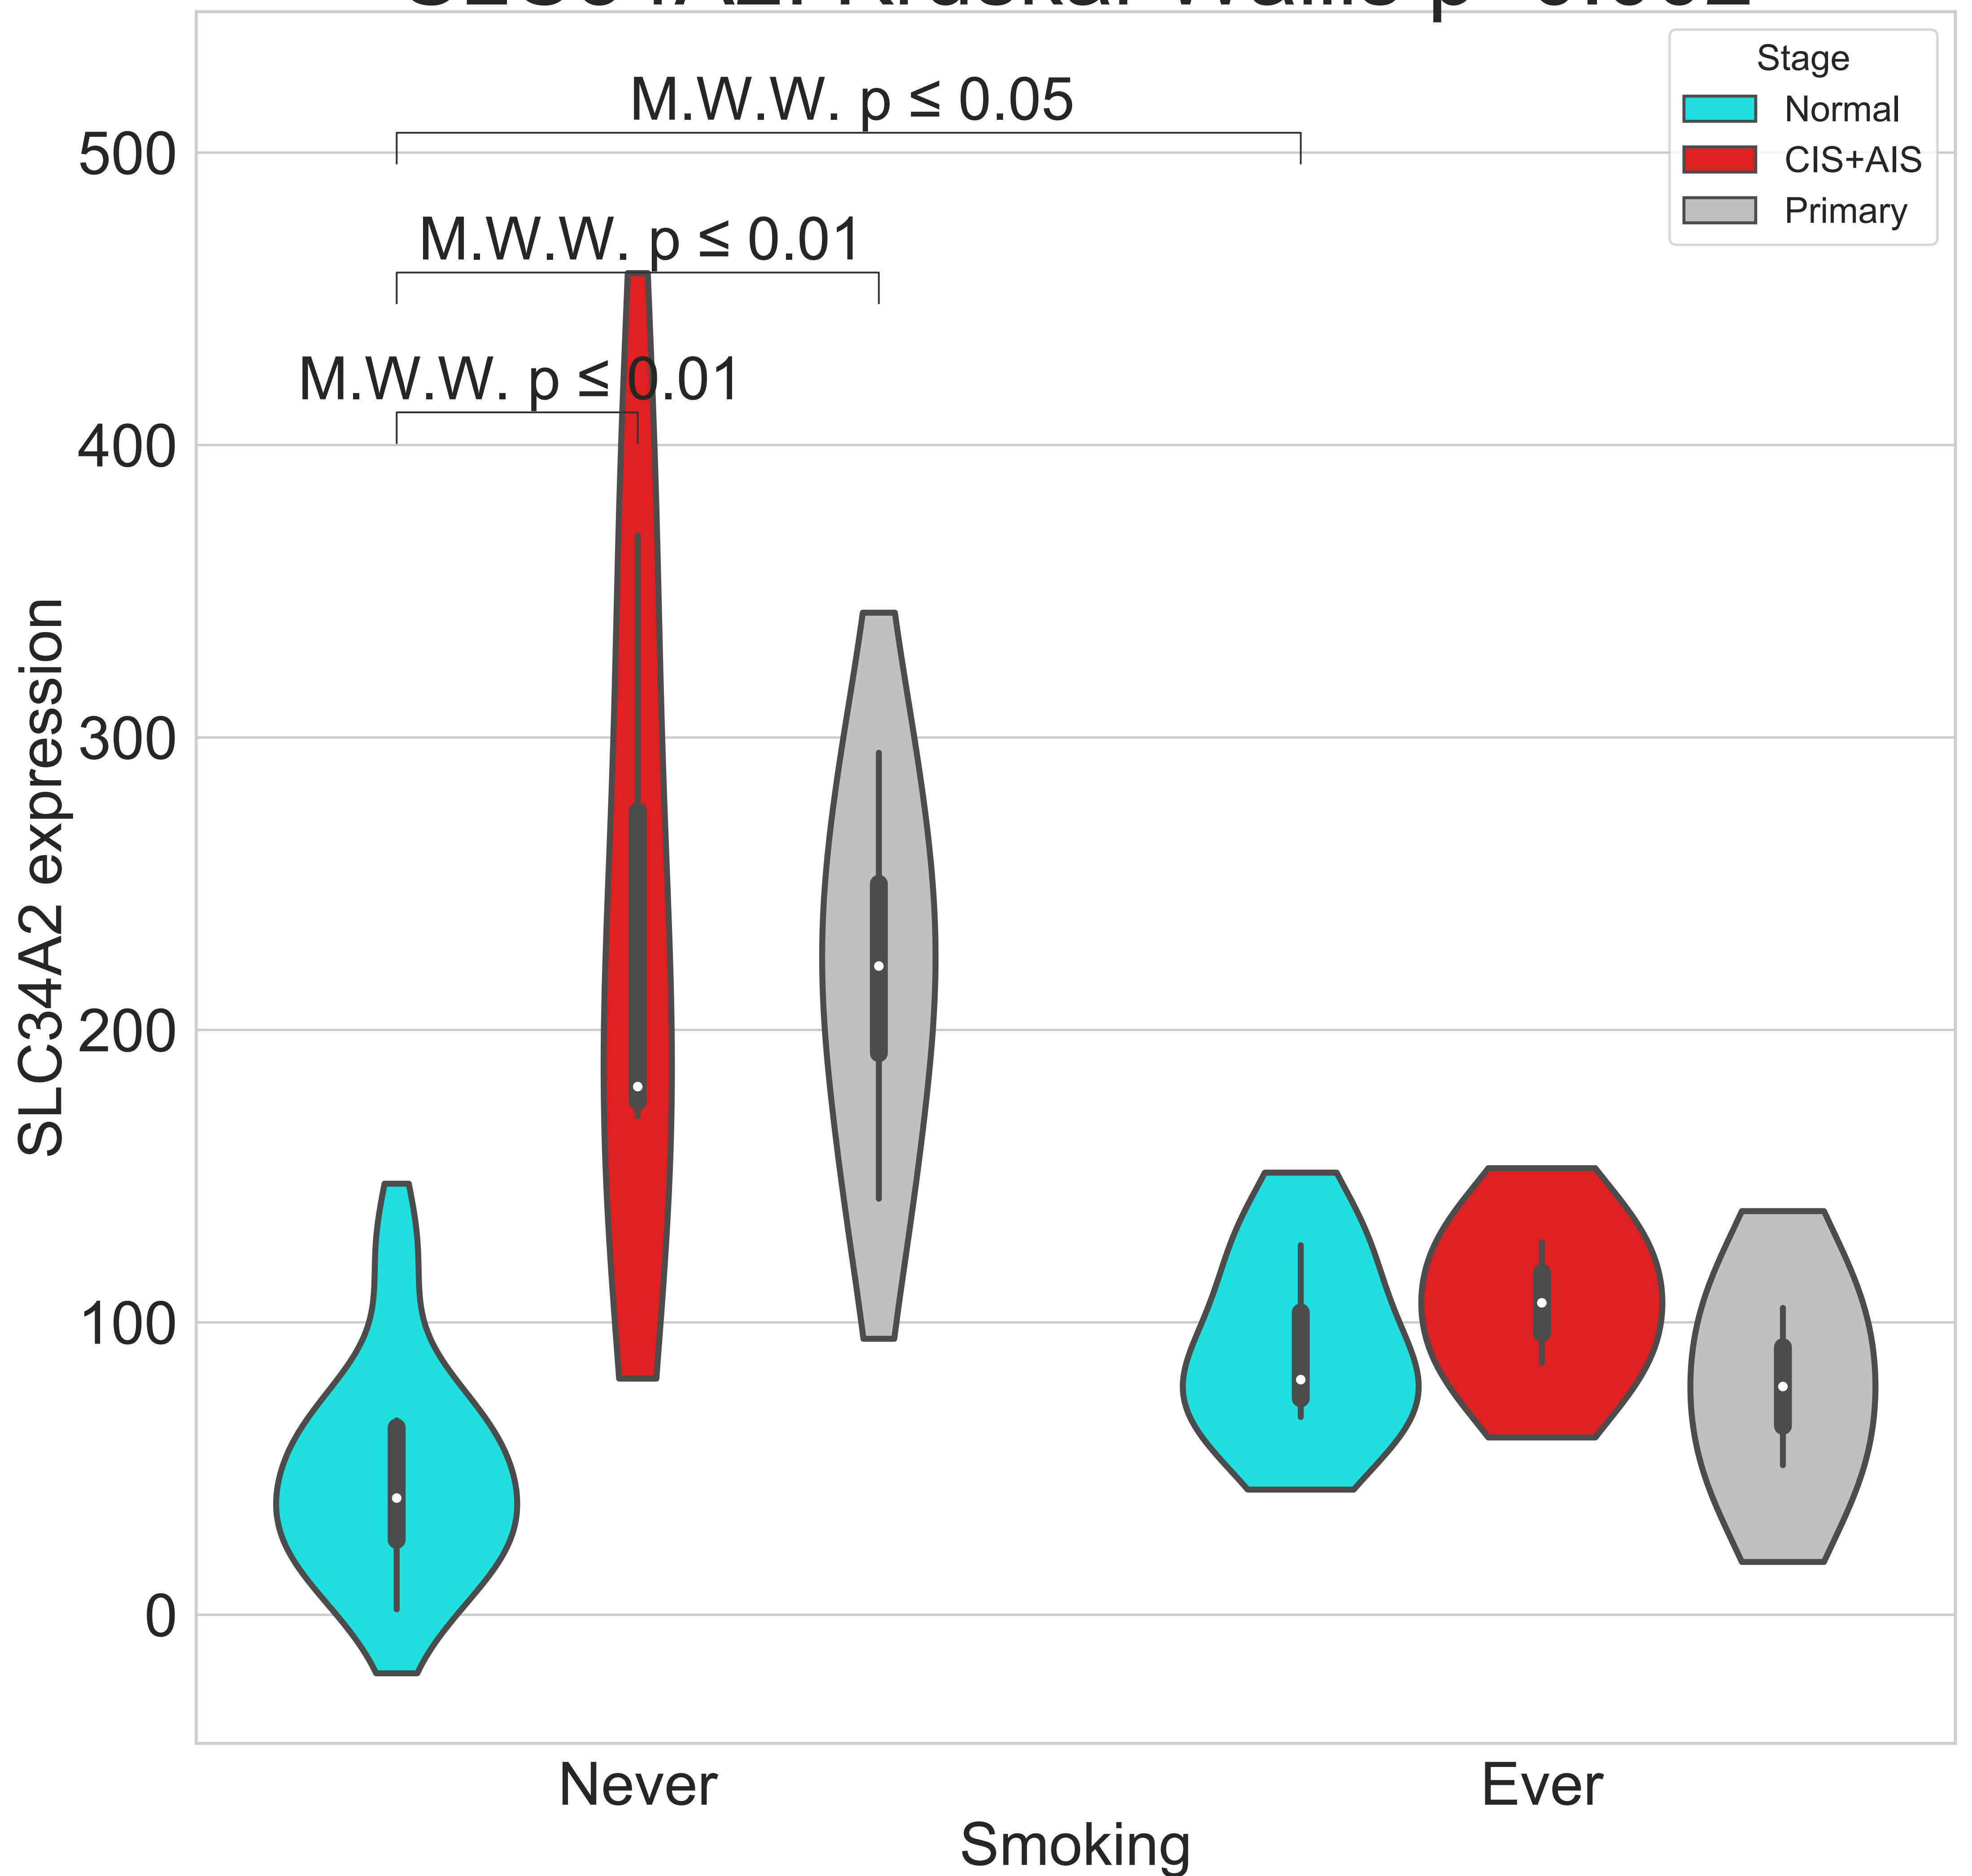 M.W.W. p ≤ 0.05
Stage
Normal
CIS+AIS
Primary
M.W.W. p ≤ 0.01
M.W.W. p ≤ 0.01
500
400
300
200
100
0
SLC34A2 expression
Never
Ever
Smoking